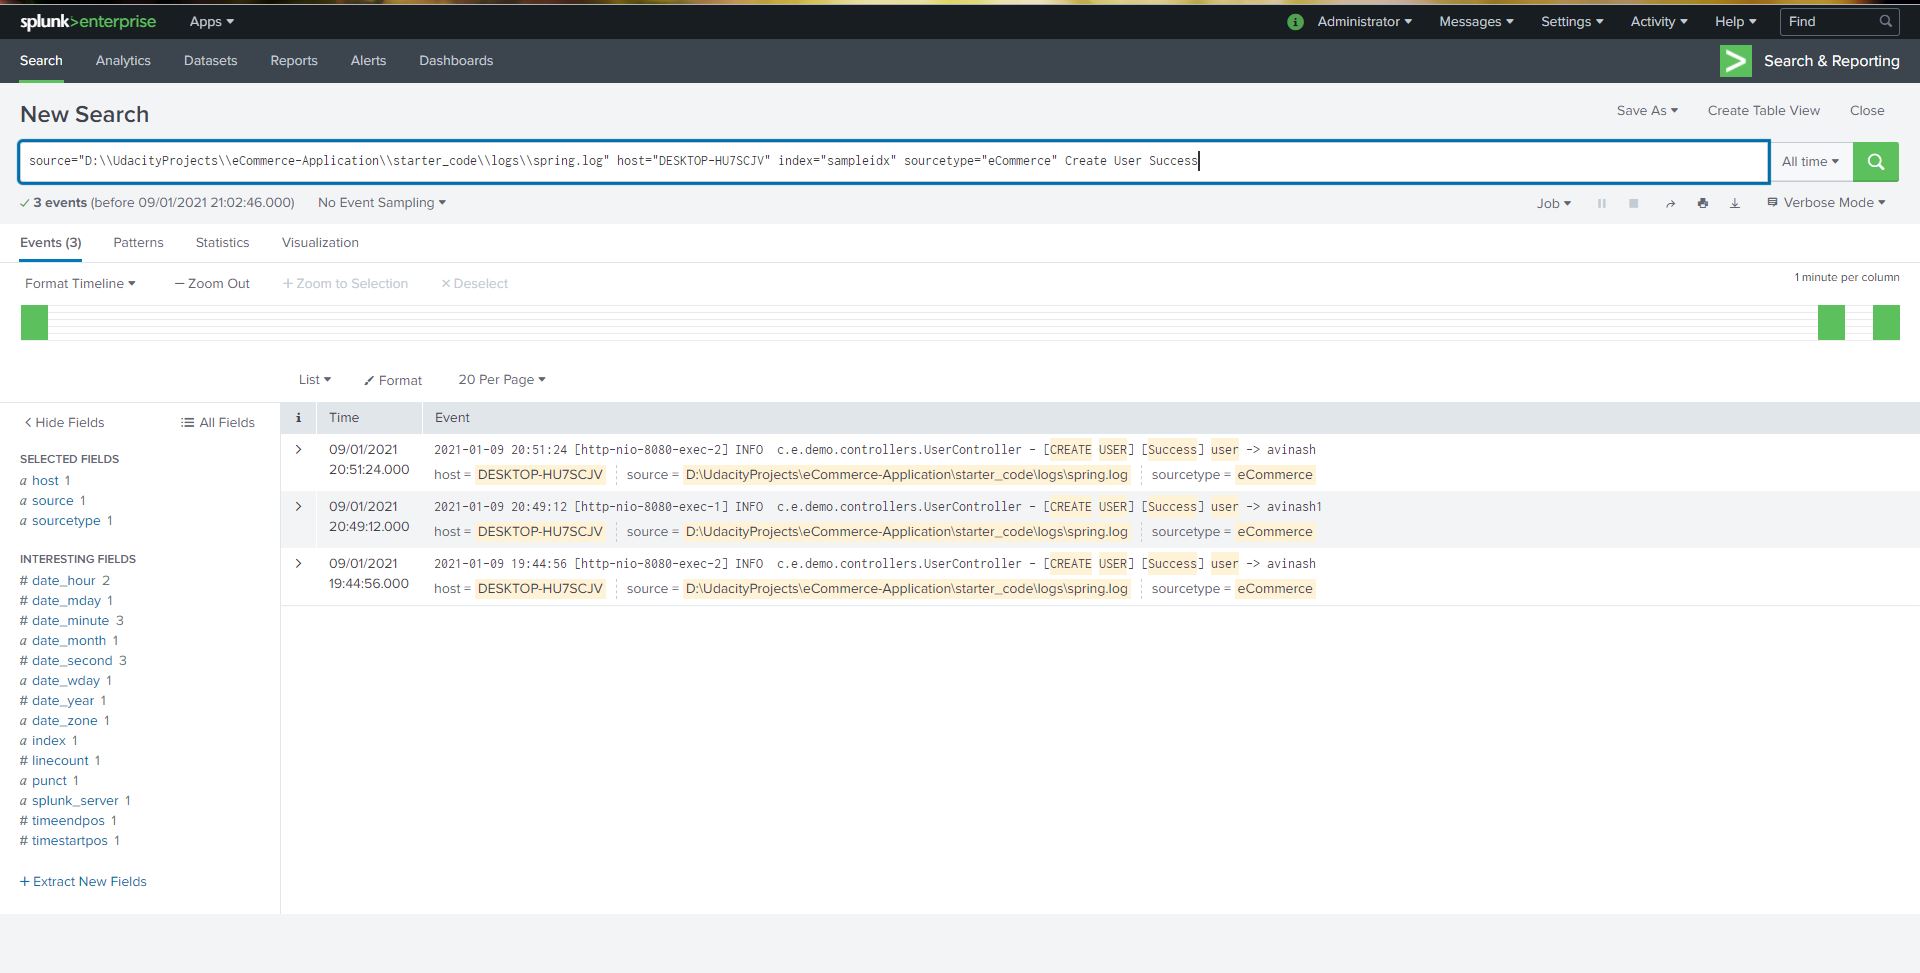 splunk>enterprise Apps
i Administrator Messages Settings Activity Help Find
Search Analytics Datasets Reports Alerts Dashboards > Search & Reporting
New Search Save As Create Table View Close
source="D:\\UdacityProjects\\eCommerce-Application\\starter_code\\logs\\spring.log" host="DESKTOP-HU7SCJV" index="sampleidx" sourcetype="eCommerce" Create User Success All time
✓ 3 events (before 09/01/2021 21:02:46.000) No Event Sampling Job Verbose Mode
Events (3) Patterns Statistics Visualization
Format Timeline — Zoom Out + Zoom to Selection × Deselect 1 minute per column
List Format 20 Per Page
< Hide Fields All Fields
SELECTED FIELDS
a host 1
a source 1
a sourcetype 1
INTERESTING FIELDS
# date_hour 2
# date_mday 1
# date_minute 3
a date_month 1
# date_second 3
a date_wday 1
# date_year 1
a date_zone 1
a index 1
# linecount 1
a punct 1
a splunk_server 1
# timeendpos 1
# timestartpos 1
+ Extract New Fields
i Time Event
> 09/01/2021 2021-01-09 20:51:24 [http-nio-8080-exec-2] INFO c.e.demo.controllers.UserController - [CREATE USER] [Success] user -> avinash
20:51:24.000 host = DESKTOP-HU7SCJV source = D:\UdacityProjects\eCommerce-Application\starter_code\logs\spring.log sourcetype = eCommerce
> 09/01/2021 2021-01-09 20:49:12 [http-nio-8080-exec-1] INFO c.e.demo.controllers.UserController - [CREATE USER] [Success] user -> avinash1
20:49:12.000 host = DESKTOP-HU7SCJV source = D:\UdacityProjects\eCommerce-Application\starter_code\logs\spring.log sourcetype = eCommerce
> 09/01/2021 2021-01-09 19:44:56 [http-nio-8080-exec-2] INFO c.e.demo.controllers.UserController - [CREATE USER] [Success] user -> avinash
19:44:56.000 host = DESKTOP-HU7SCJV source = D:\UdacityProjects\eCommerce-Application\starter_code\logs\spring.log sourcetype = eCommerce